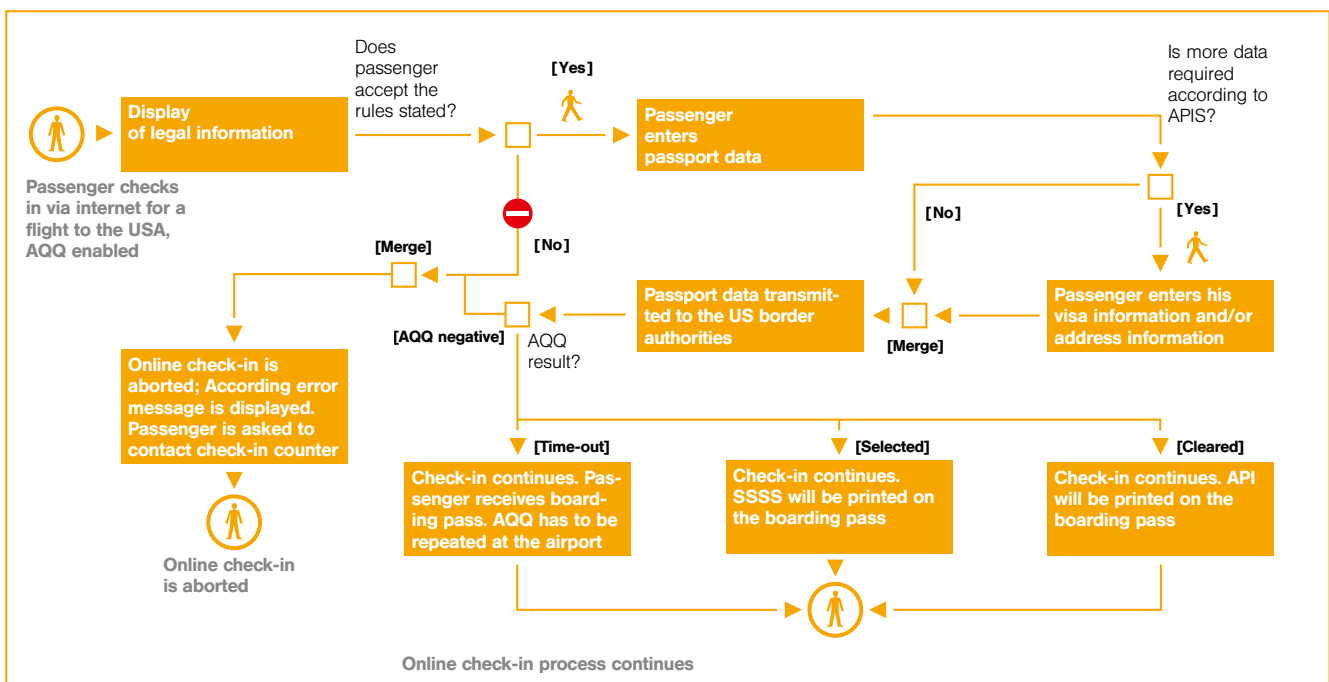 Does
passenger
accept the
rules stated?
[Yes]
Is more data
required
according to
APIS?
Display
of legal information
Passenger
enters
passport data
Passenger checks
in via internet for a
flight to the USA,
AQQ enabled
[No]
[Yes]
[Merge]
[No]
Passport data transmit-
ted to the US border
authorities
Passenger enters his
visa information and/or
address information
[Merge]
[AQQ negative]
AQQ
result?
Online check-in is
aborted; According error
message is displayed.
Passenger is asked to
contact check-in counter
[Time-out]
[Selected]
[Cleared]
Check-in continues. Pas-
senger receives board-
ing pass. AQQ has to be
repeated at the airport
Check-in continues.
SSSS will be printed on
the boarding pass
Check-in continues. API
will be printed on the
boarding pass
Online check-in
is aborted
Online check-in process continues